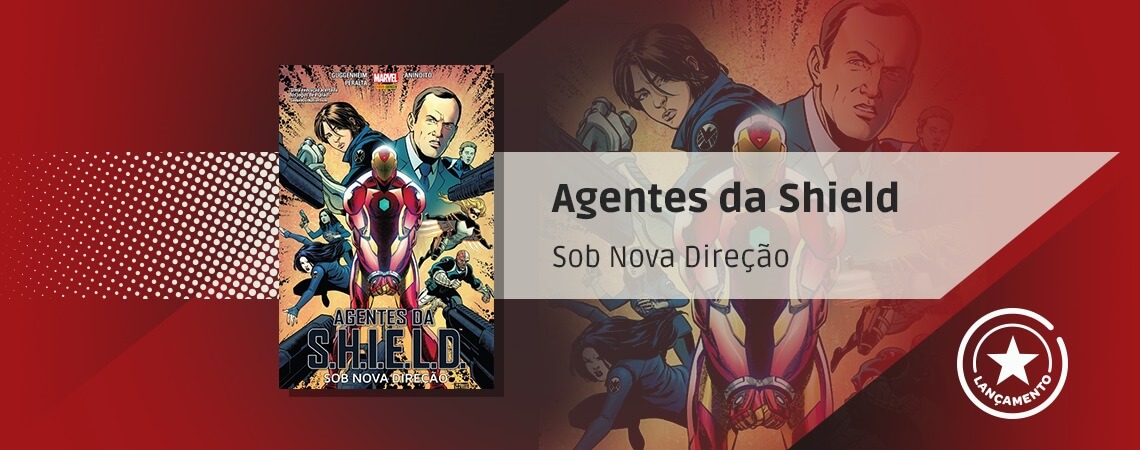 GUGGENHEIM
PERALTA
MARVEL
ANINDITO
AGENTES DA
S.H.I.E.L.D.
SOB NOVA DIREÇÃO
Agentes da Shield
Sob Nova Direção
LANÇAMENTO